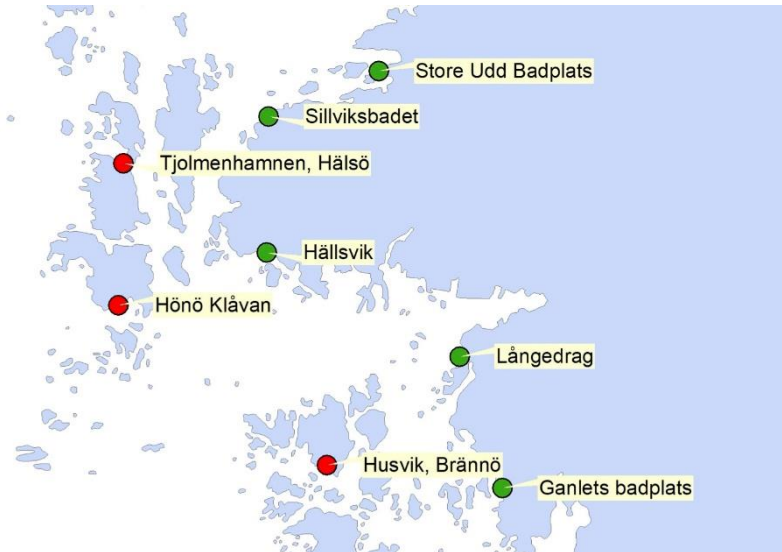 Store Udd Badplats
Sillviksbadet
Tjolmenhamnen, Hälsö
Hällsvik
Hönö Klåvan
Långedrag
Husvik, Brännö
Ganlets badplats